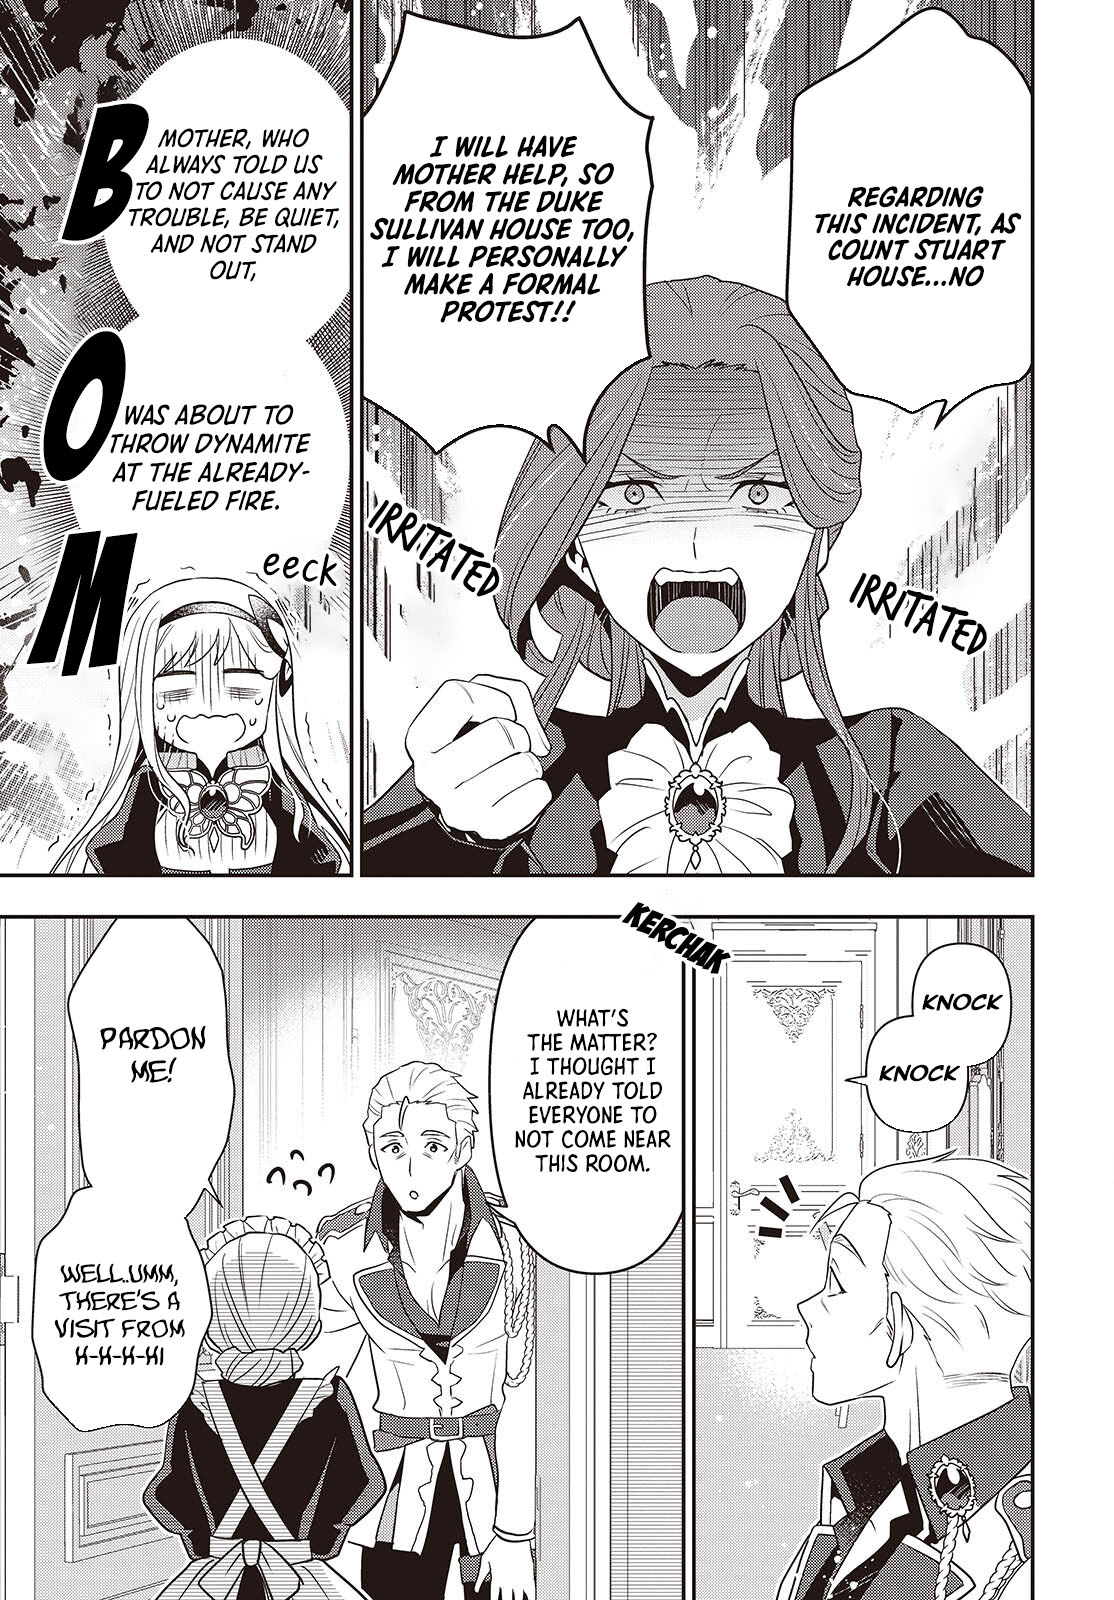 REGARDING
THIS INCIDENT, AS
COUNT STUART
HOUSE...NO
I WILL HAVE
MOTHER HELP, SO
FROM THE DUKE
SULLIVAN HOUSE TOO,
I WILL PERSONALLY
MAKE A FORMAL
PROTEST!!
IRRITATED
IRRITATED
MOTHER, WHO
ALWAYS TOLD US
TO NOT CAUSE ANY
TROUBLE, BE QUIET,
AND NOT STAND
OUT,
WAS ABOUT TO
THROW DYNAMITE
AT THE ALREADY-
FUELED FIRE.
BOM
eeck
KNOCK
KNOCK
KERCHAK
WHAT'S
THE MATTER?
I THOUGHT I
ALREADY TOLD
EVERYONE TO
NOT COME NEAR
THIS ROOM.
PARDON
ME!
WELL..UMM,
THERE'S A
VISIT FROM
H-H-H-HI